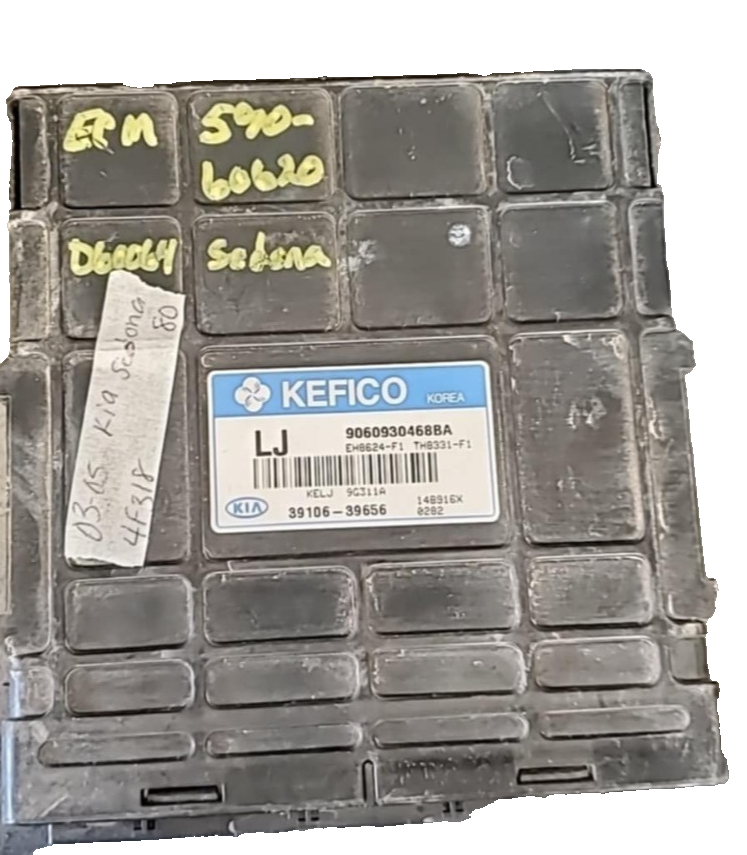 ECM
590-
60620
D60064
Sedona
03-05 Kia Sedona
80
4F318
KEFICO
KOREA
LJ
9060930468BA
EH8624-F1 TH8331-F1
KELJ 9G311A
148916X
KIA
39106-39656
0282